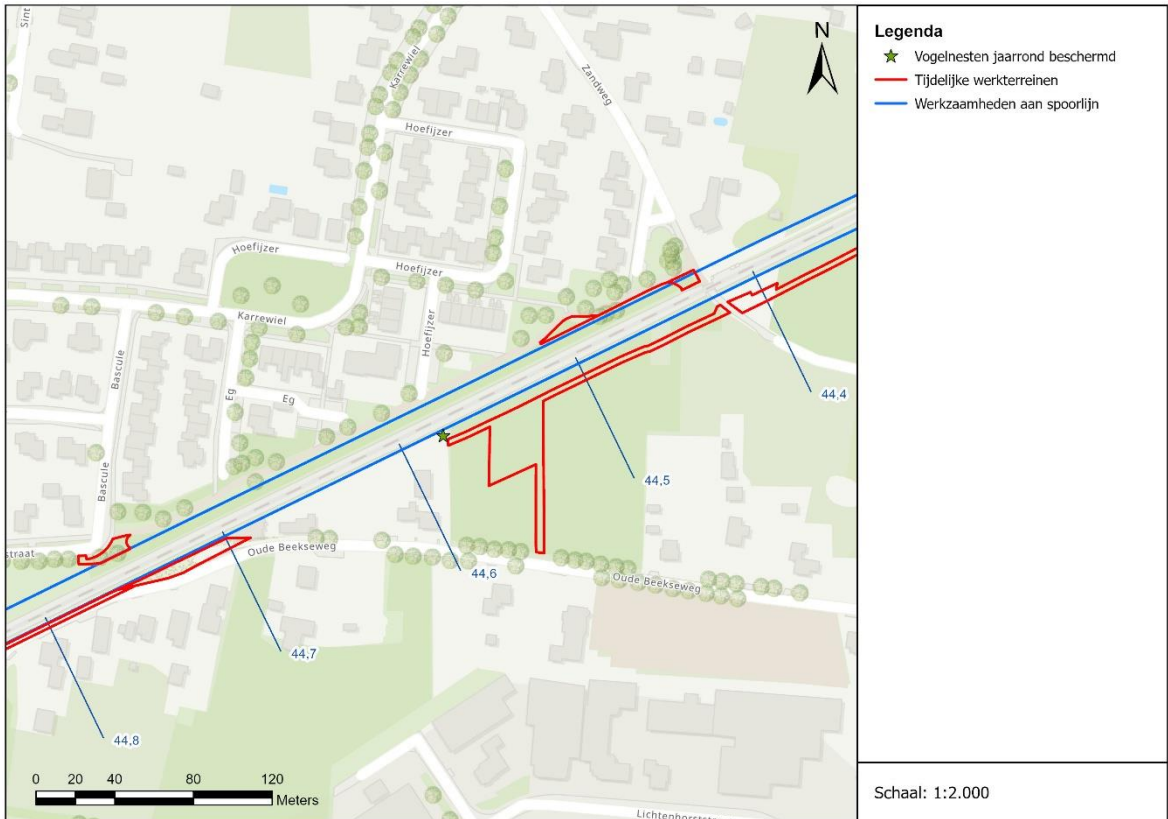 Legenda
Vogelnesten jaarrond beschermd
Tijdelijke werkterreinen
Werkzaamheden aan spoorlijn
N
Sint
Karrewiel
Zandweg
Hoefijzer
Hoefijzer
Hoefijzer
Karrewiel
Hoefijzer
Bascule
Eg
Eg
44,4
Bascule
44,5
straat
Oude Beekseweg
44,6
Oude Beekseweg
44,7
44,8
0 20 40 80 120
Meters
Schaal: 1:2.000